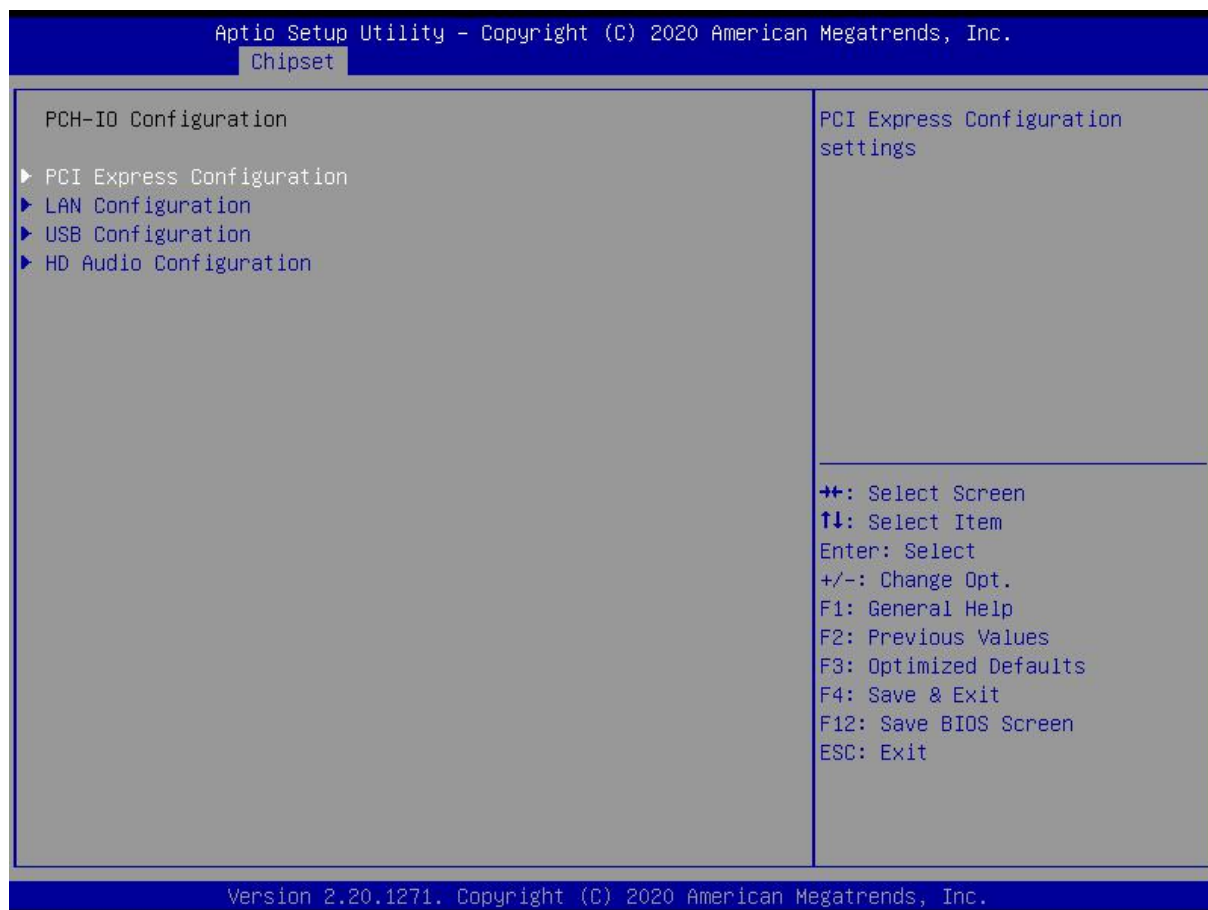 Aptio Setup Utility – Copyright (C) 2020 American Megatrends, Inc.
Chipset
PCH-IO Configuration
▶ PCI Express Configuration
▶ LAN Configuration
▶ USB Configuration
▶ HD Audio Configuration
PCI Express Configuration
settings
→←: Select Screen
↑↓: Select Item
Enter: Select
+/-: Change Opt.
F1: General Help
F2: Previous Values
F3: Optimized Defaults
F4: Save & Exit
F12: Save BIOS Screen
ESC: Exit
Version 2.20.1271. Copyright (C) 2020 American Megatrends, Inc.